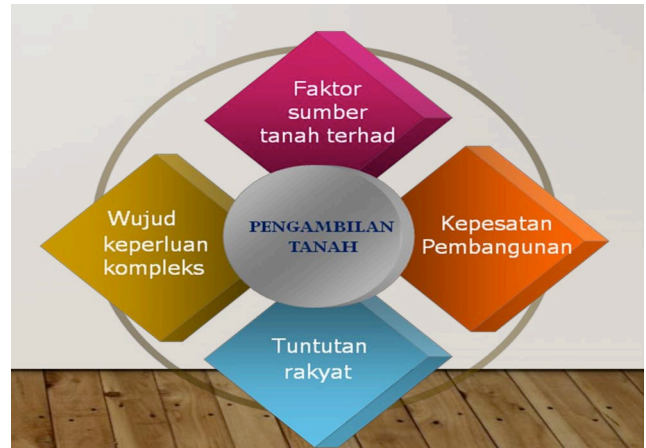 Faktor
sumber
tanah terhad
Wujud
keperluan
kompleks
PENGAMBILAN
TANAH
Kepesatan
Pembangunan
Tuntutan
rakyat